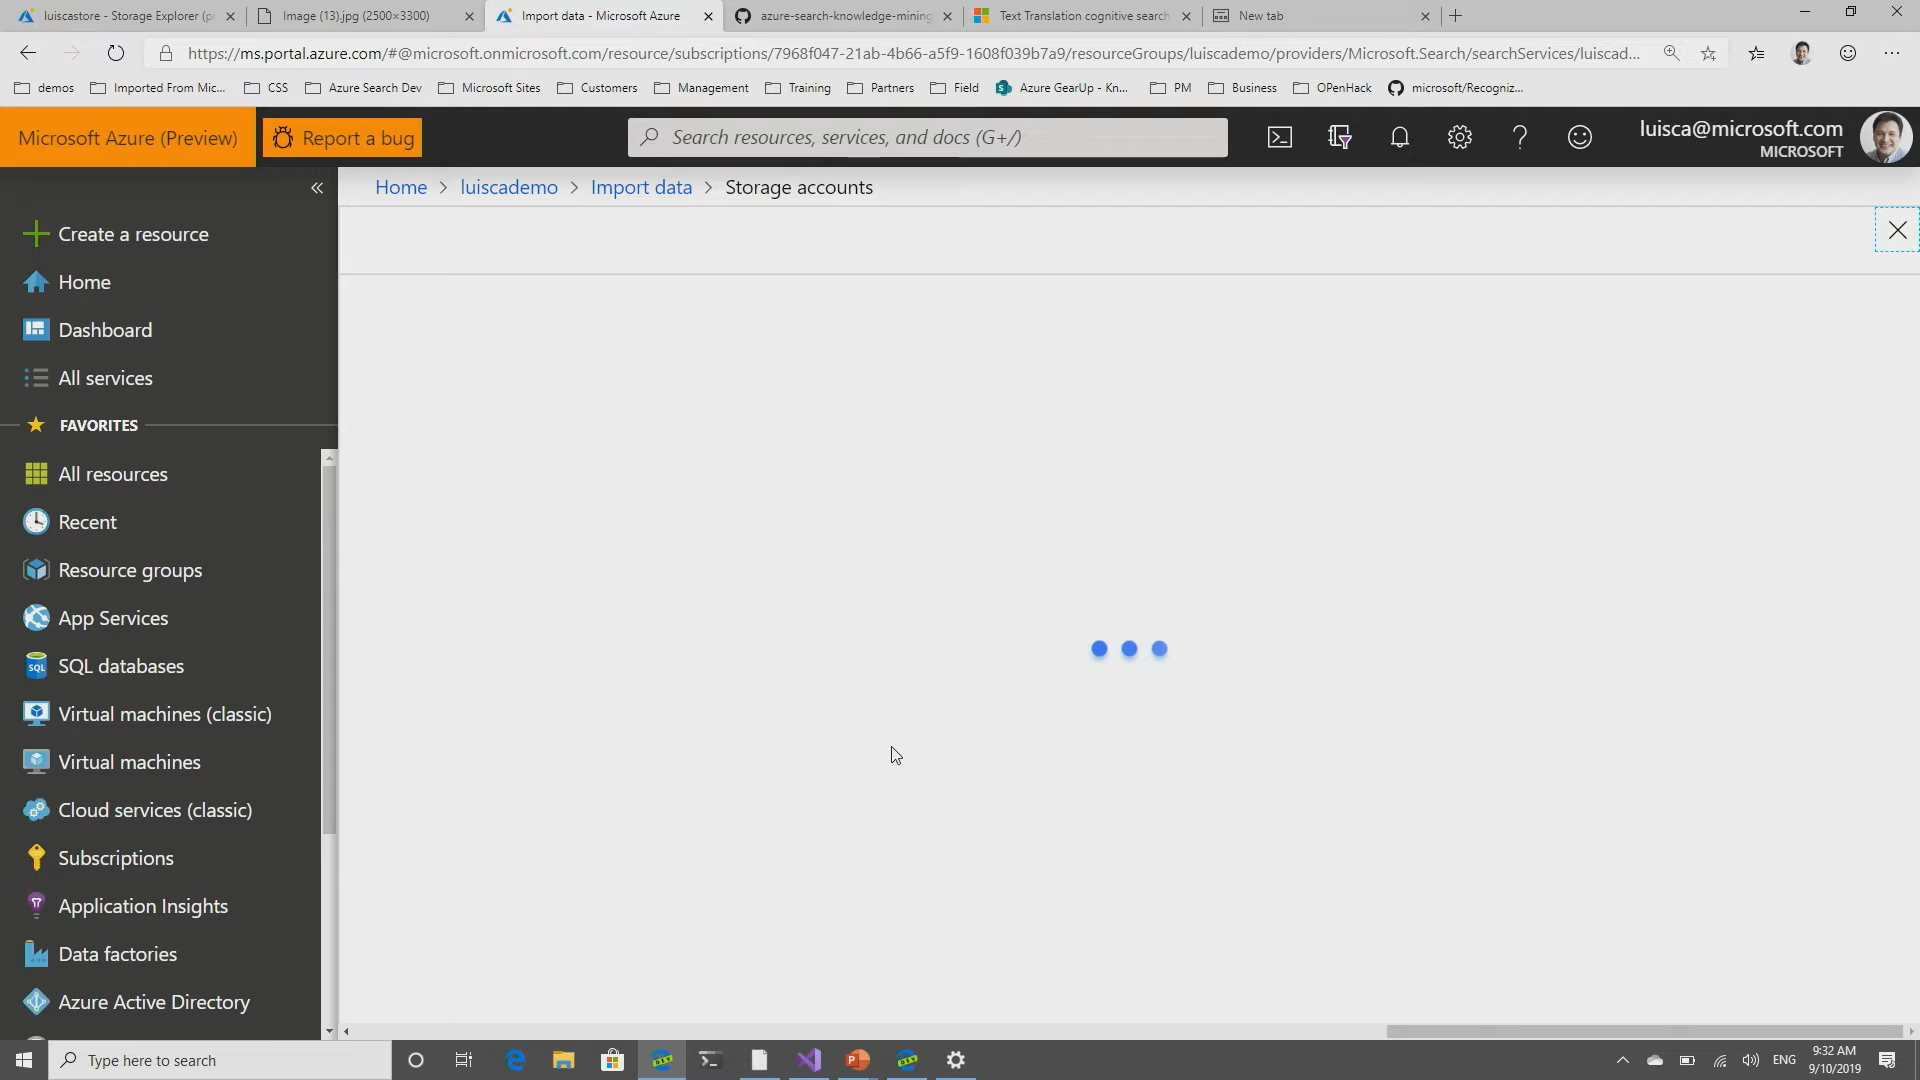 luiscastore - Storage Explorer (pr
Image (13).jpg (2500×3300)
Import data - Microsoft Azure
azure-search-knowledge-mining
Text Translation cognitive search
New tab
https://ms.portal.azure.com/#@microsoft.onmicrosoft.com/resource/subscriptions/7968f047-21ab-4b66-a5f9-1608f039b7a9/resourceGroups/luiscademo/providers/Microsoft.Search/searchServices/luiscad...
demos
Imported From Mic...
CSS
Azure Search Dev
Microsoft Sites
Customers
Management
Training
Partners
Field
Azure GearUp - Kn...
PM
Business
OPenHack
microsoft/Recogniz...
Microsoft Azure (Preview)
Report a bug
Search resources, services, and docs (G+/)
luisca@microsoft.com
MICROSOFT
Home > luiscademo > Import data > Storage accounts
Create a resource
Home
Dashboard
All services
FAVORITES
All resources
Recent
Resource groups
App Services
SQL
SQL databases
Virtual machines (classic)
Virtual machines
Cloud services (classic)
Subscriptions
Application Insights
Data factories
Azure Active Directory
Type here to search
DEV
DEV
ENG
9:32 AM
9/10/2019